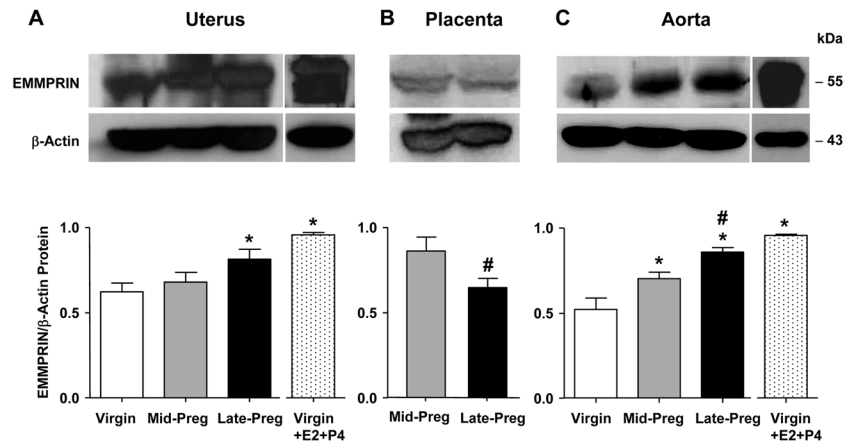 A Uterus B Placenta C Aorta
kDa
EMMPRIN – 55
β-Actin – 43
EMMPRIN/β-Actin Protein
1.0 * * 1.0 1.0 # *
* *
0.5 # 0.5 0.5
0.0 0.0 0.0
Virgin Mid-Preg Late-Preg Virgin Mid-Preg Late-Preg Virgin Mid-Preg Late-Preg Virgin
+E2+P4 +E2+P4